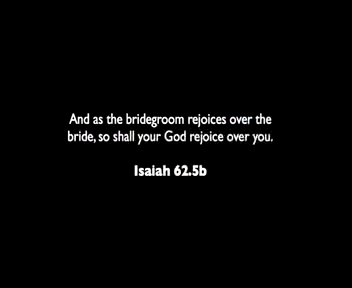 And as the bridegroom rejoices over the
bride, so shall your God rejoice over you.
Isaiah 62.5b